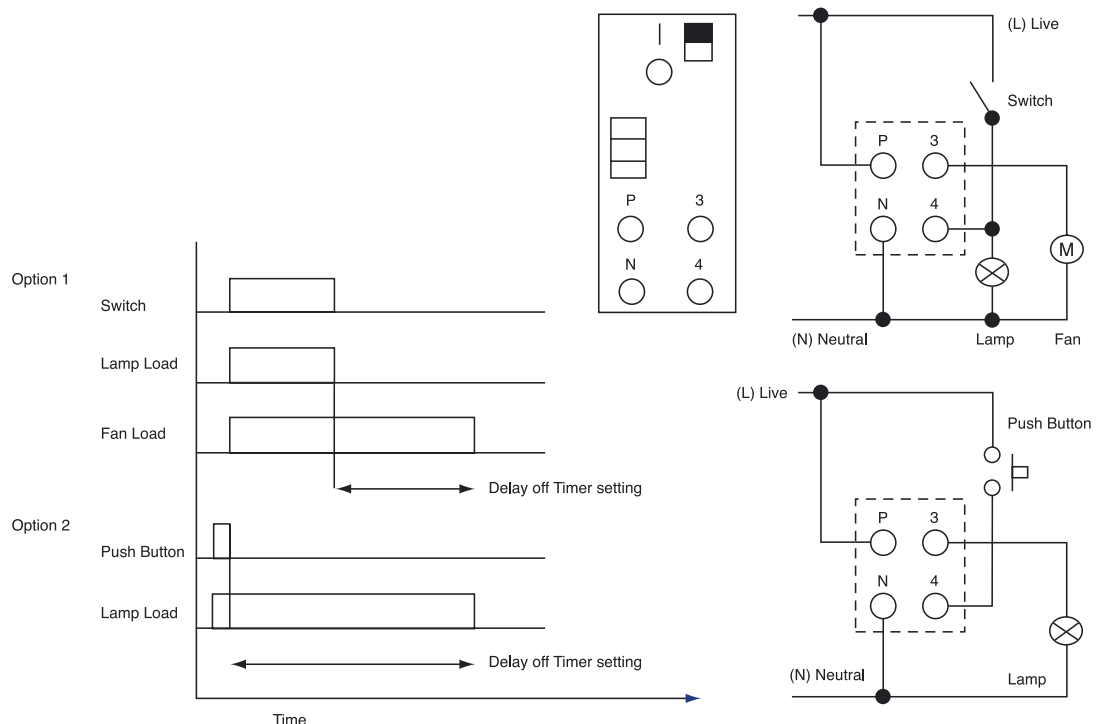 Option 1
Switch
Lamp Load
Fan Load
Delay off Timer setting
Option 2
Push Button
Lamp Load
Delay off Timer setting
Time
P 3
N 4
(L) Live
Switch
P 3
N 4
M
(N) Neutral Lamp Fan
(L) Live
Push Button
P 3
N 4
(N) Neutral Lamp